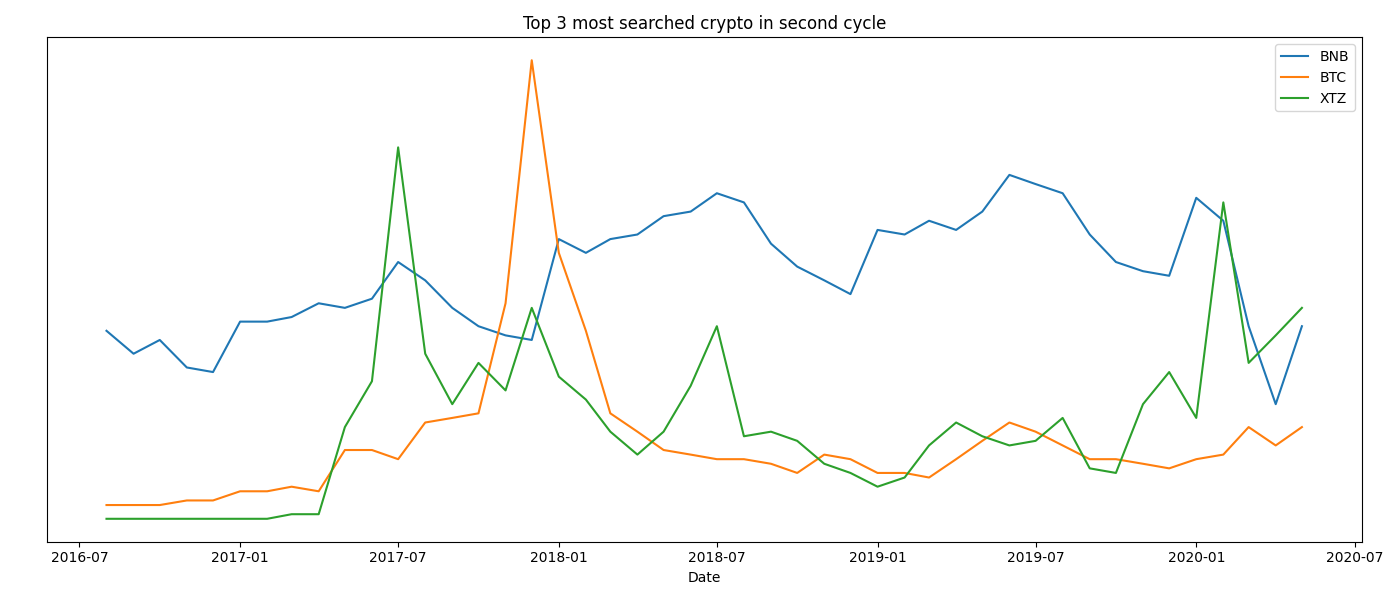 Top 3 most searched crypto in second cycle
BNB
BTC
XTZ
2016-07 2017-01 2017-07 2018-01 2018-07 2019-01 2019-07 2020-01 2020-07
Date